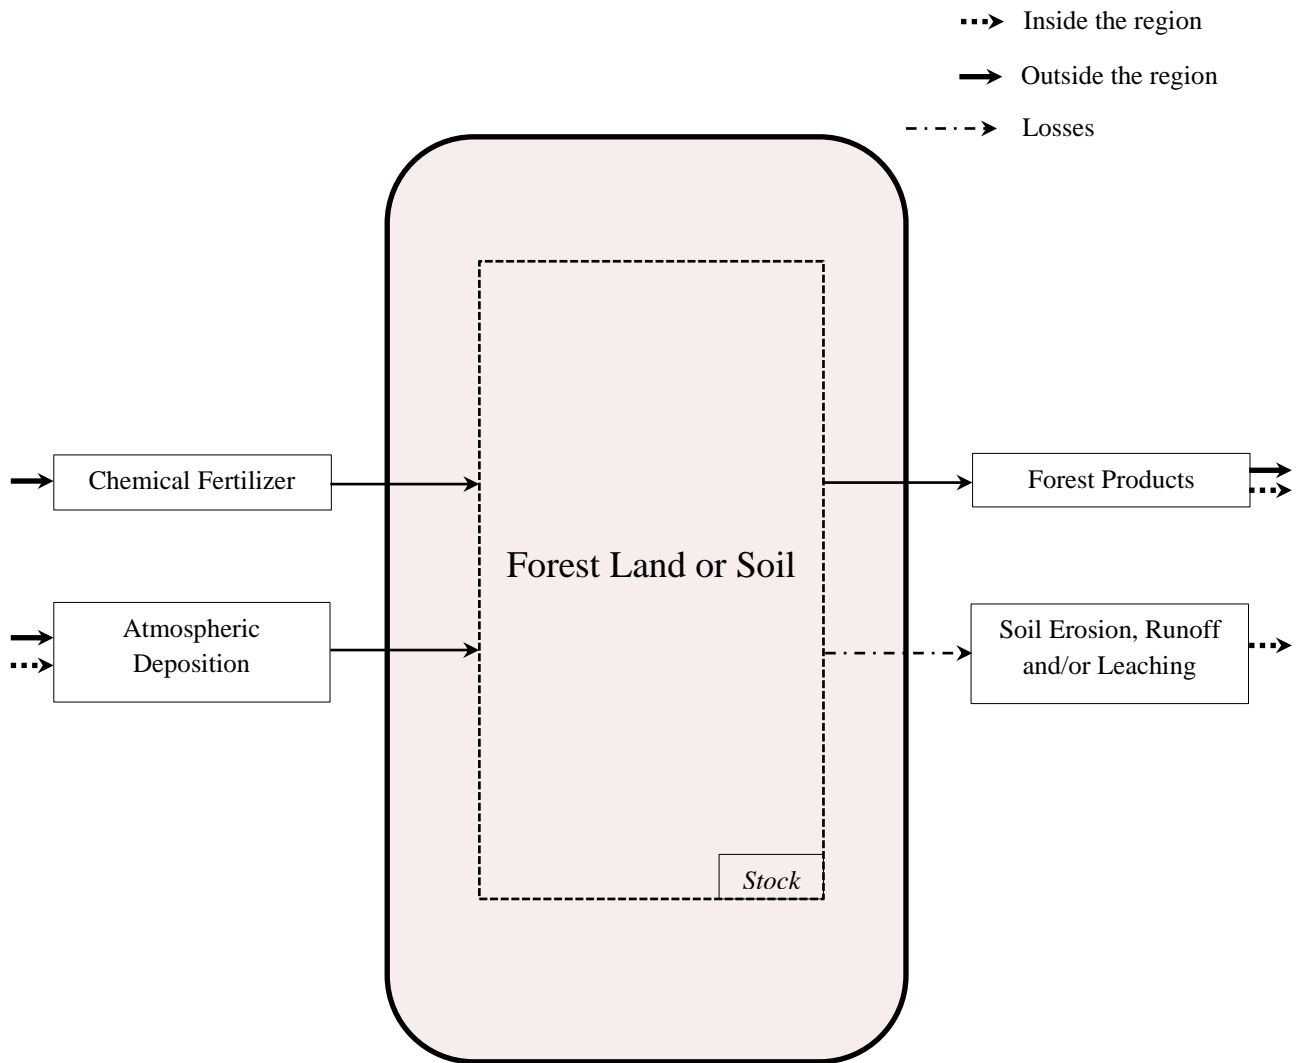 Inside the region
Outside the region
Losses
Chemical Fertilizer
Forest Products
Forest Land or Soil
Atmospheric
Deposition
Soil Erosion, Runoff
and/or Leaching
Stock